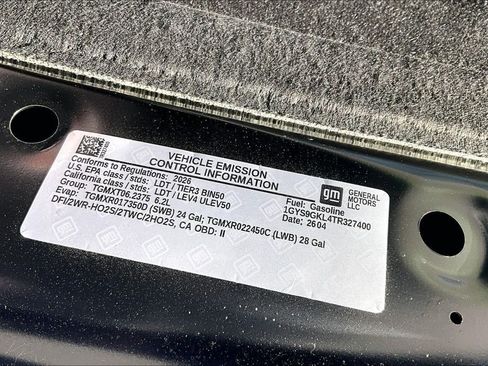 VEHICLE EMISSION
CONTROL INFORMATION
Conforms to Regulations: 2026
U.S. EPA class / stds: LDT / TIER3 BIN50
California class / stds: LDT / LEV4 ULEV50
Group: TGMXT06.2375 6.2L
Evap: TGMXR01735DD (SWB) 24 Gal; TGMXR022450C (LWB) 28 Gal
DFI/2WR-HO2S/2TWC/2HO2S, CA OBD: II
Fuel: Gasoline
1GYS9GKL4TR327400
Date: 2604
gm
GENERAL
MOTORS
LLC